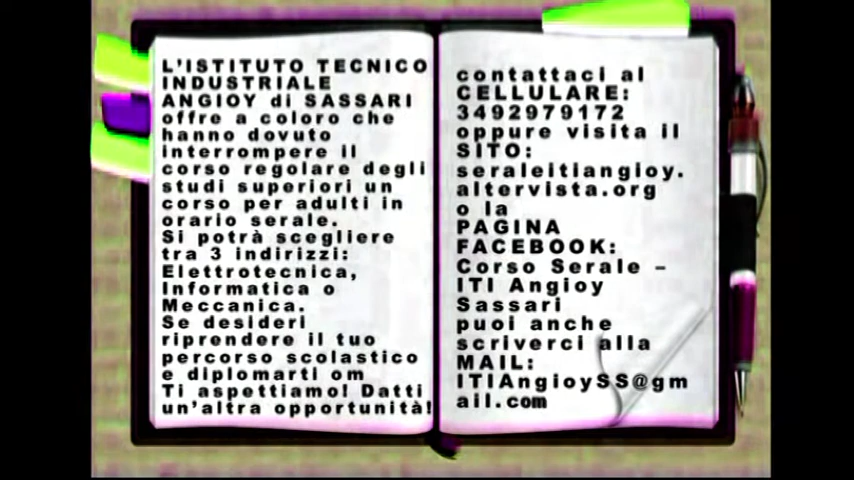 L'ISTITUTO TECNICO
INDUSTRIALE
ANGIOY di SASSARI
offre a coloro che
hanno dovuto
interrompere il
corso regolare degli
studi superiori un
corso per adulti in
orario serale.
Si potrà scegliere
tra 3 indirizzi:
Elettrotecnica,
Informatica o
Meccanica.
Se desideri
riprendere il tuo
percorso scolastico
e diplomarti om
Ti aspettiamo! Datti
un'altra opportunità!
contattaci al
CELLULARE:
3492979172
oppure visita il
SITO:
seraleitiangioy.
altervista.org
o la
PAGINA
FACEBOOK:
Corso Serale –
ITI Angioy
Sassari
puoi anche
scriverci alla
MAIL:
ITIAngioySS@gm
ail.com